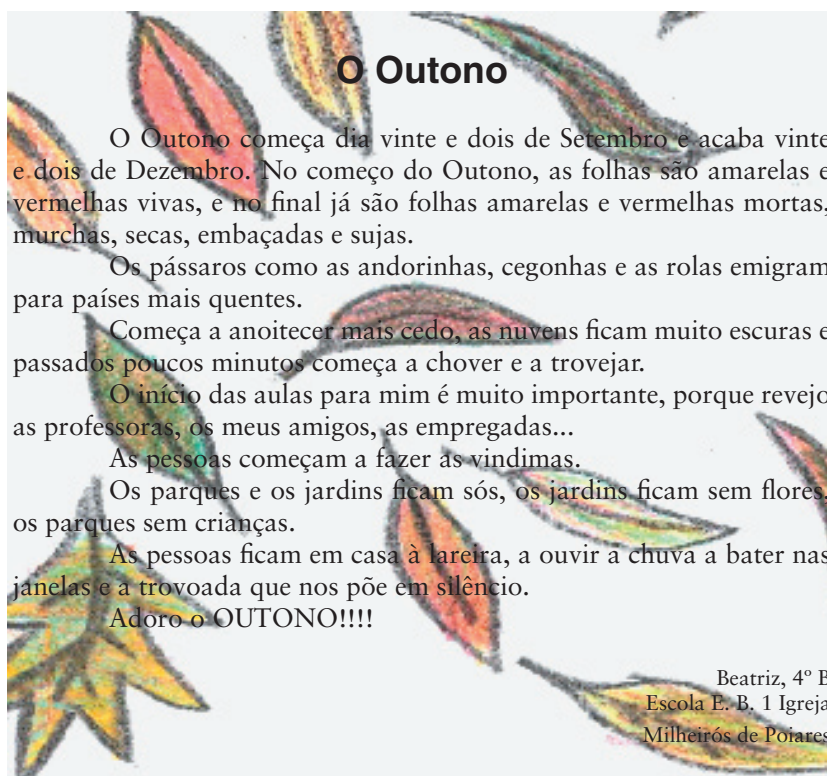 O Outono
O Outono começa dia vinte e dois de Setembro e acaba vinte
e dois de Dezembro. No começo do Outono, as folhas são amarelas e
vermelhas vivas, e no final já são folhas amarelas e vermelhas mortas,
murchas, secas, embaçadas e sujas.
Os pássaros como as andorinhas, cegonhas e as rolas emigram
para países mais quentes.
Começa a anoitecer mais cedo, as nuvens ficam muito escuras e
passados poucos minutos começa a chover e a trovejar.
O início das aulas para mim é muito importante, porque revejo
as professoras, os meus amigos, as empregadas...
As pessoas começam a fazer as vindimas.
Os parques e os jardins ficam sós, os jardins ficam sem flores,
os parques sem crianças.
As pessoas ficam em casa à lareira, a ouvir a chuva a bater nas
janelas e a trovoada que nos põe em silêncio.
Adoro o OUTONO!!!!
Beatriz, 4º B
Escola E. B. 1 Igreja
Milheirós de Poiares